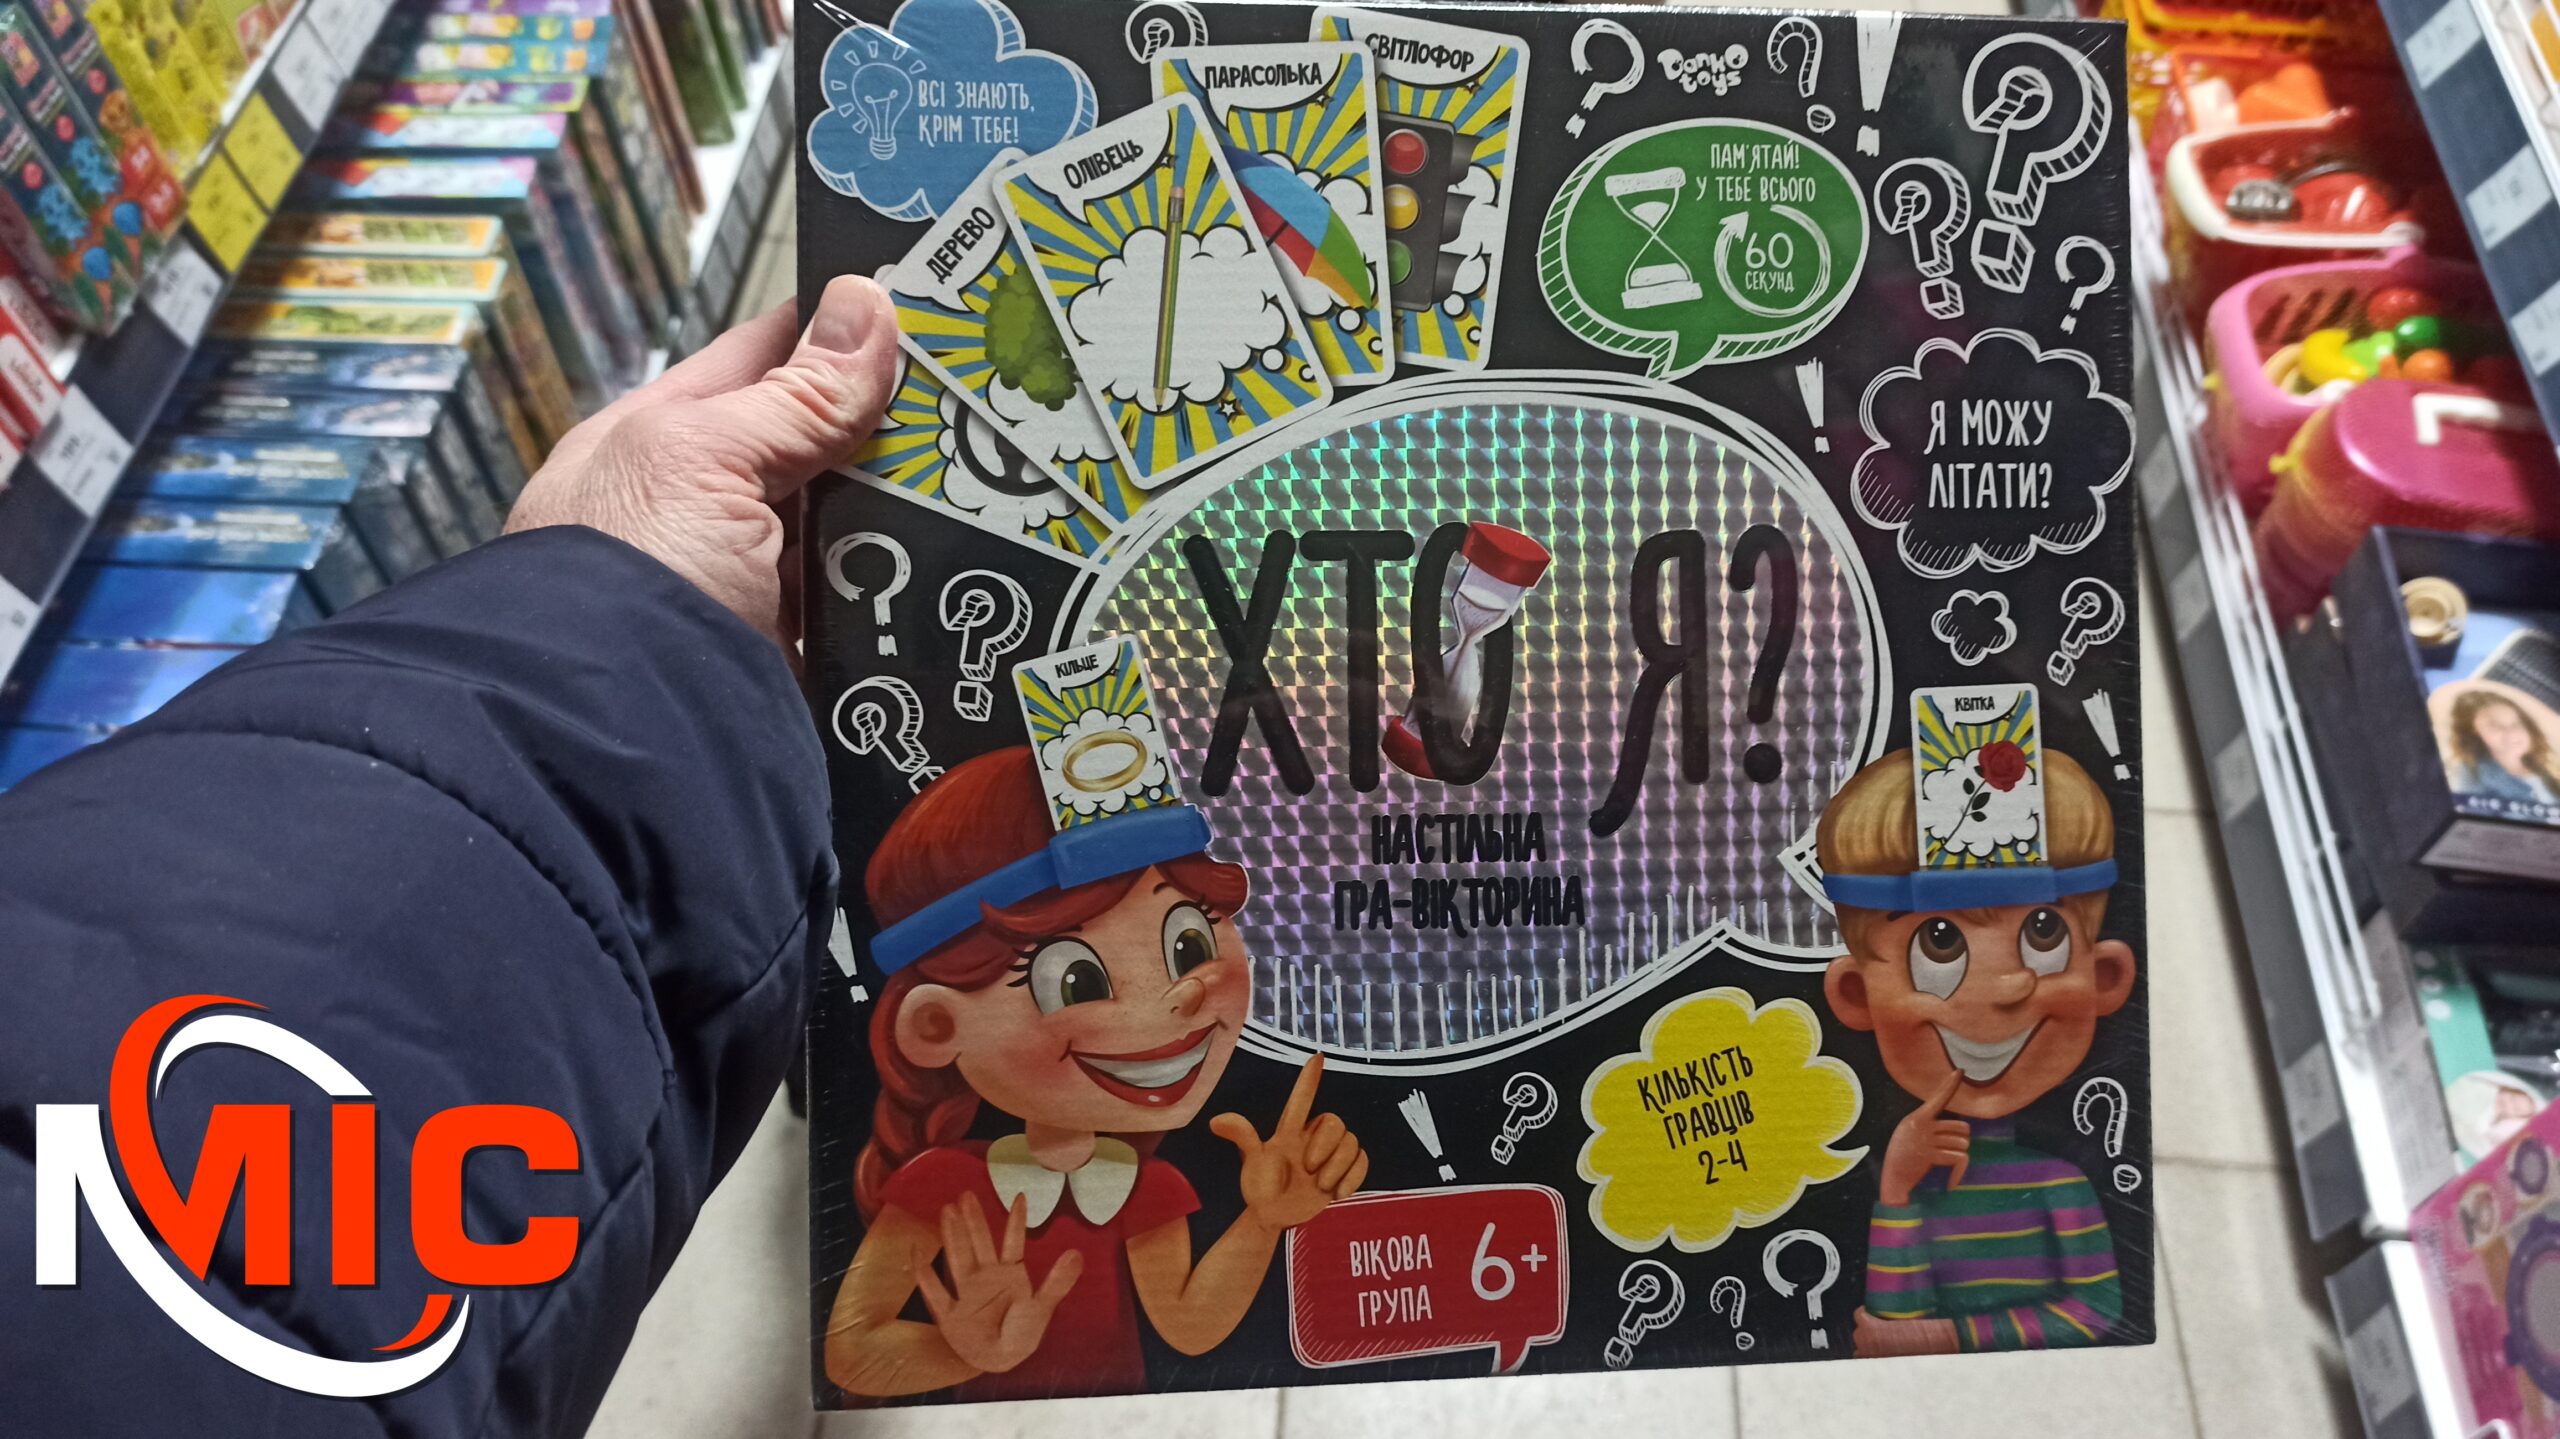 ВСІ ЗНАЮТЬ,
КРІМ ТЕБЕ!
ДЕРЕВО
ОЛІВЕЦЬ
ПАРАСОЛЬКА
СВІТЛОФОР
Danko
toys
ПАМ'ЯТАЙ!
У ТЕБЕ ВСЬОГО
60
СЕКУНД
Я МОЖУ
ЛІТАТИ?
ХТО Я?
НАСТІЛЬНА
ГРА-ВІКТОРИНА
КІЛЬЦЕ
КВІТКА
КІЛЬКІСТЬ
ГРАВЦІВ
2-4
ВІКОВА
ГРУПА
6+
МІС